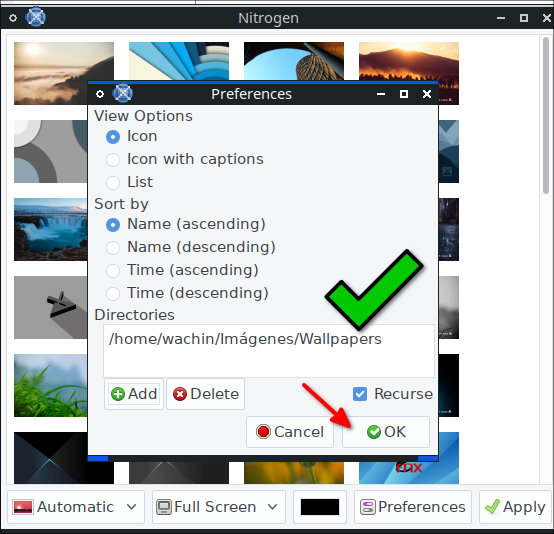 Nitrogen
Preferences
View Options
Icon
Icon with captions
List
Sort by
Name (ascending)
Name (descending)
Time (ascending)
Time (descending)
Directories
/home/wachin/Imágenes/Wallpapers
Add Delete Recurse
Cancel OK
Automatic Full Screen Preferences Apply